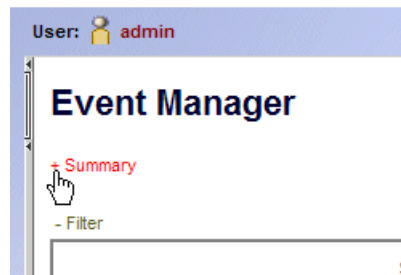 User: admin
Event Manager
+ Summary
- Filter